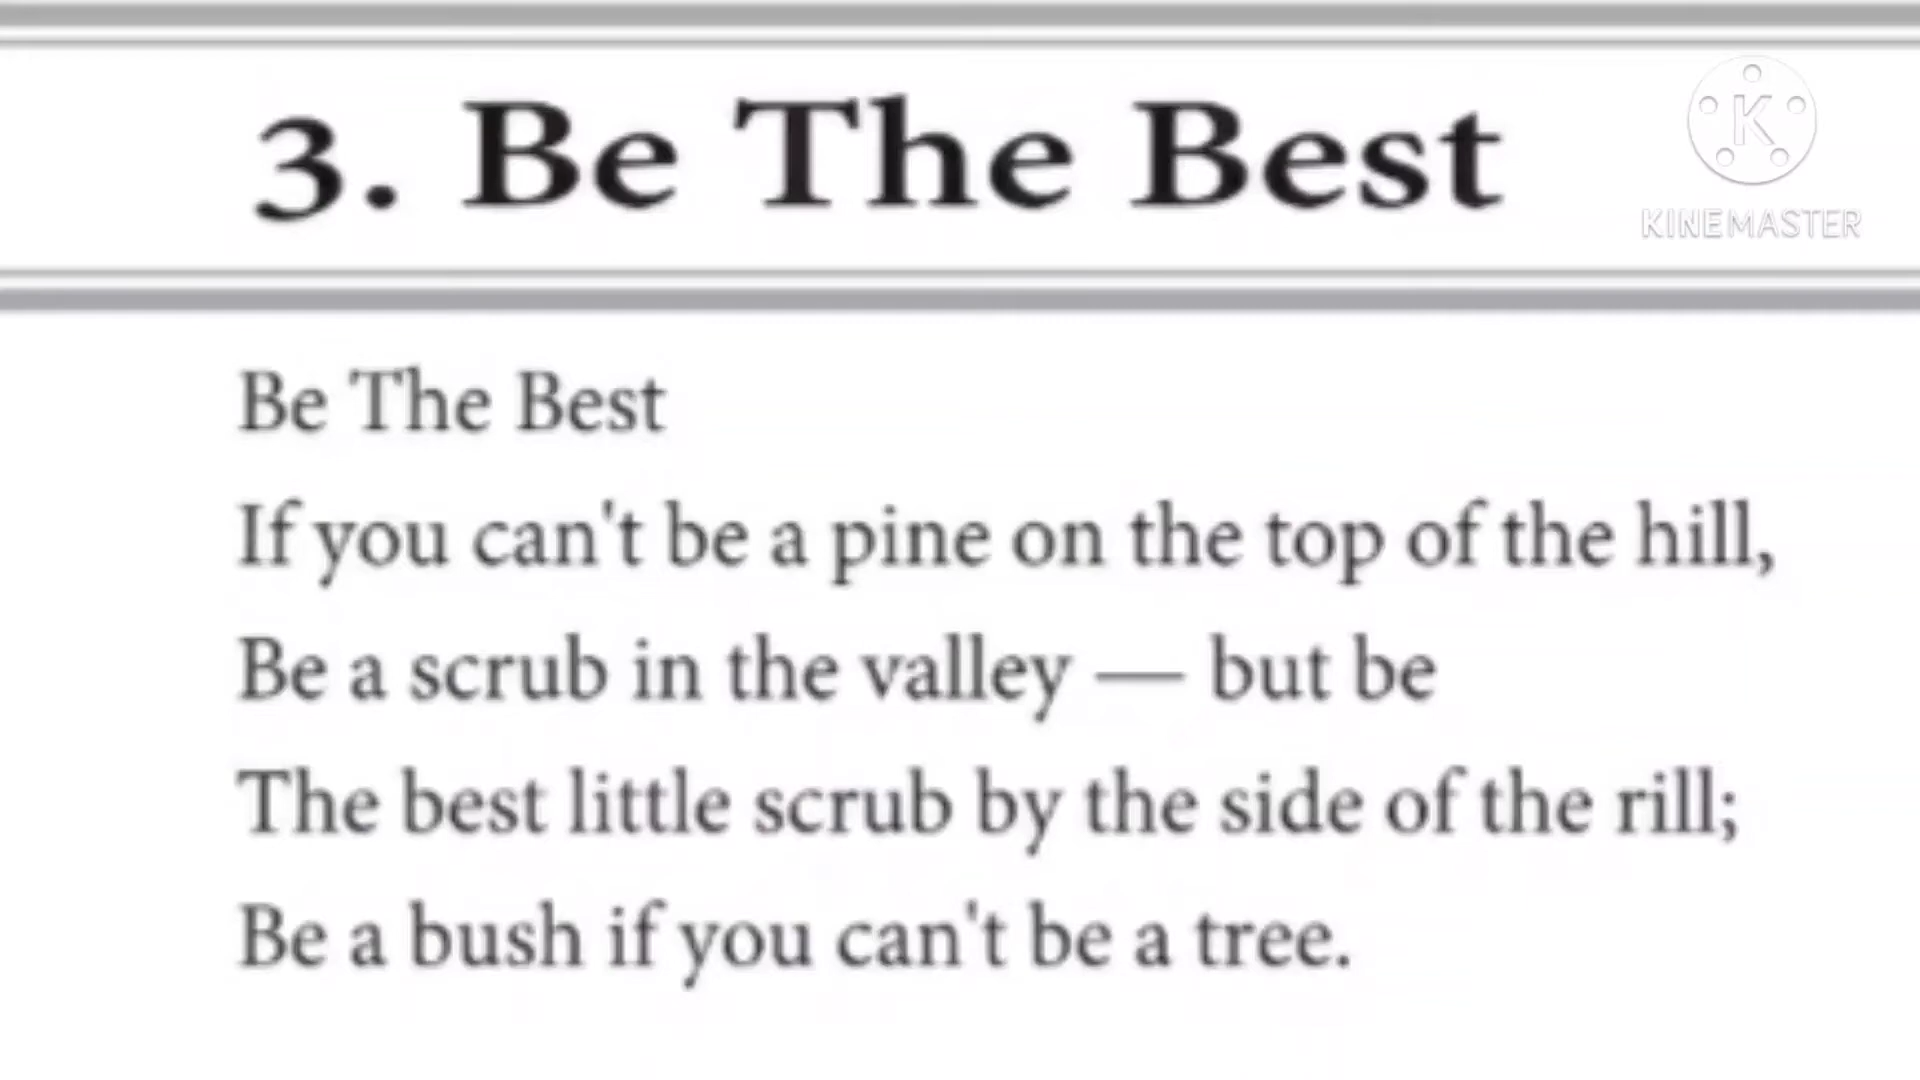 3. Be The Best
K
KINEMASTER
Be The Best
If you can't be a pine on the top of the hill,
Be a scrub in the valley — but be
The best little scrub by the side of the rill;
Be a bush if you can't be a tree.